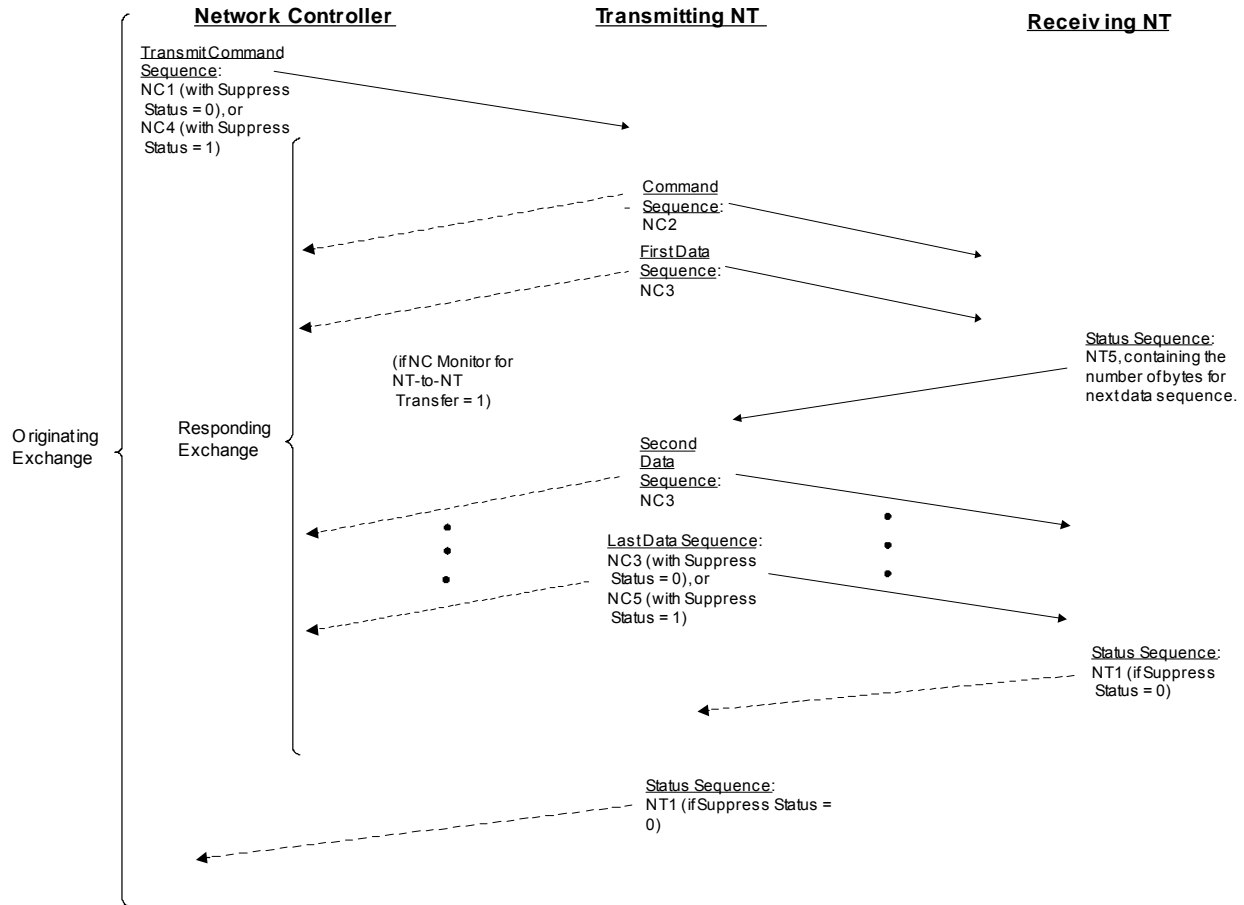 Network Controller
Transmitting NT
Receiving NT
Transmit Command
Sequence:
NC1 (with Suppress
Status = 0), or
NC4 (with Suppress
Status = 1)
Command
Sequence:
NC2
First Data
Sequence:
NC3
Status Sequence:
NT5, containing the
number of bytes for
next data sequence.
(if NC Monitor for
NT-to-NT
Transfer = 1)
Originating
Exchange
Responding
Exchange
Second
Data
Sequence:
NC3
Last Data Sequence:
NC3 (with Suppress
Status = 0), or
NC5 (with Suppress
Status = 1)
Status Sequence:
NT1 (if Suppress
Status = 0)
Status Sequence:
NT1 (if Suppress Status =
0)